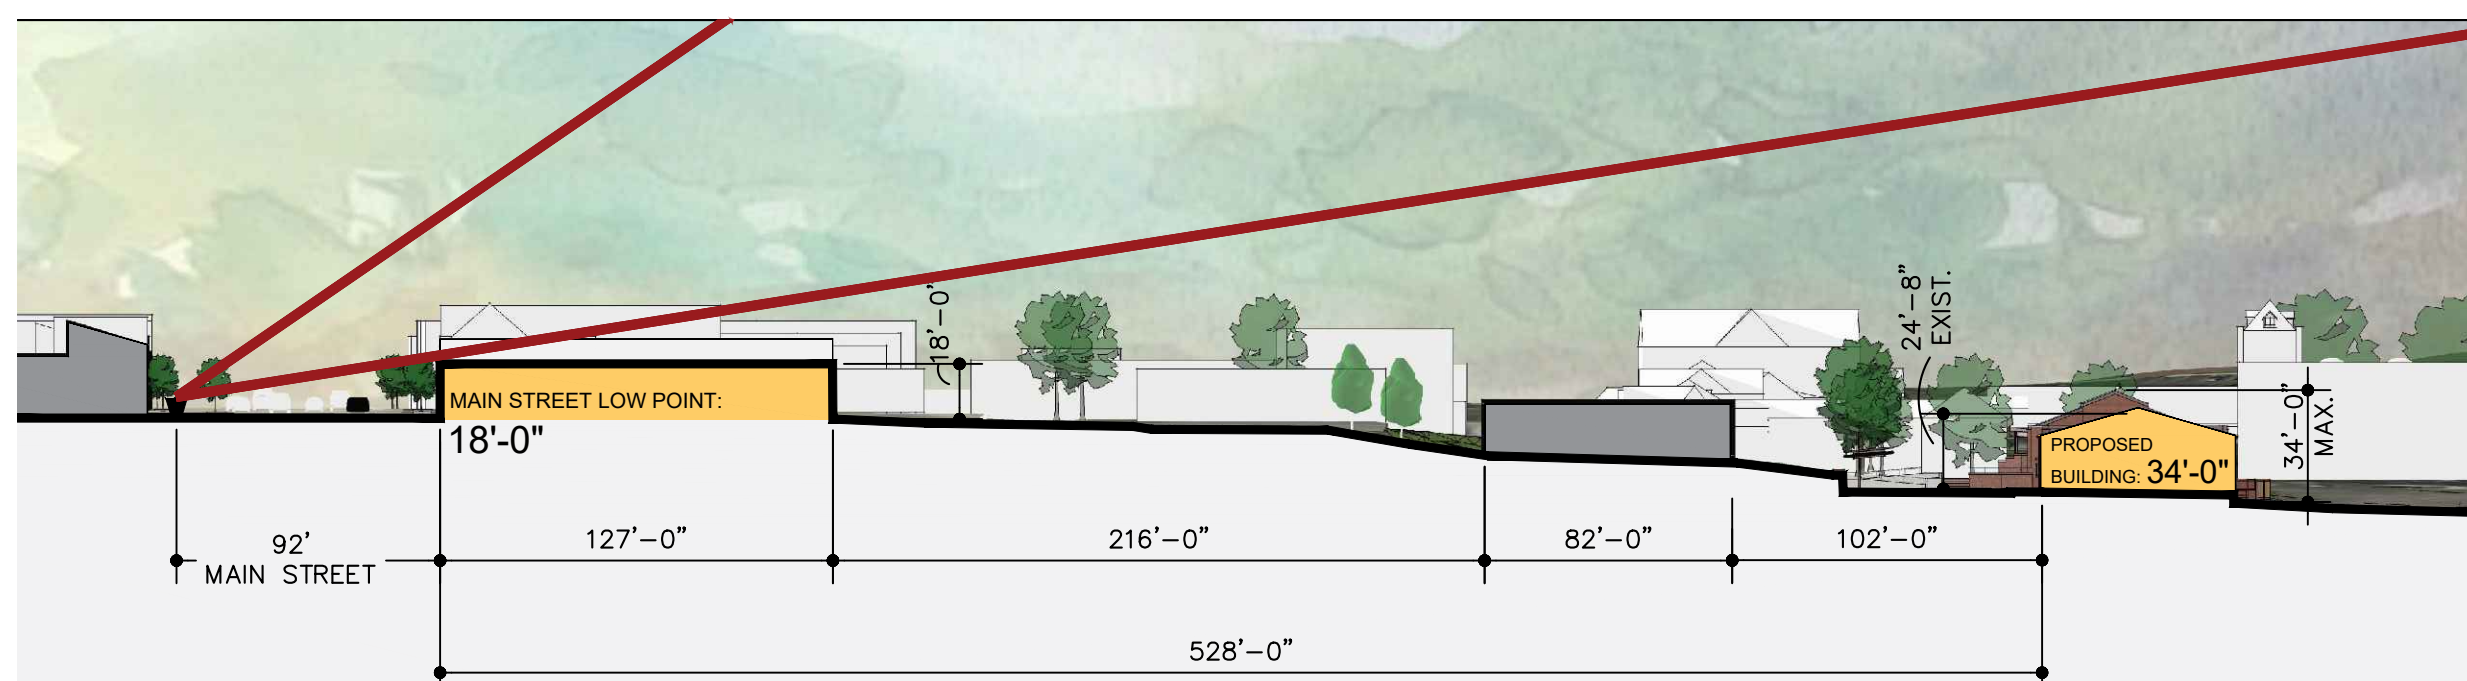 18'-0"
24'-8"
EXIST.
MAIN STREET LOW POINT:
18'-0"
34'-0"
MAX.
PROPOSED
BUILDING: 34'-0"
92'
MAIN STREET
127'-0"
216'-0"
82'-0"
102'-0"
528'-0"